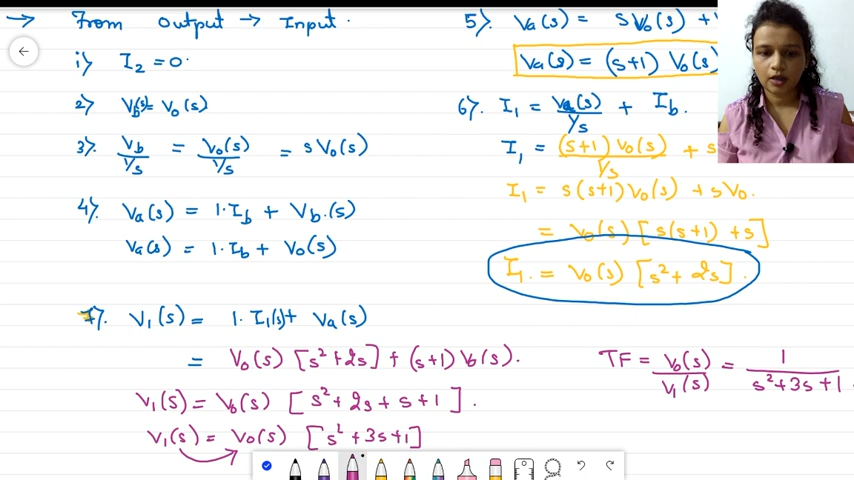 → From Output → Input.
i) I₂ = 0.
2) Vb(s) = Vo(s)
3) Vb / 1/s = Vo(s) / 1/s = sVo(s)
4) Va(s) = 1·Ib + Vb(s)
Va(s) = 1·Ib + Vo(s)
5) Va(s) = sVo(s) +
Va(s) = (s+1) Vo(s)
6) I₁ = Va(s) / 1/s + Ib.
I₁ = (s+1) Vo(s) / 1/s + s
I₁ = s(s+1) Vo(s) + sVo.
= Vo(s) [s(s+1) + s]
I₁ = Vo(s) [s² + 2s].
7) V₁(s) = 1·I₁(s) + Va(s)
= Vo(s) [s² + 2s] + (s+1) Vo(s).
V₁(s) = Vo(s) [s² + 2s + s + 1].
V₁(s) = Vo(s) [s² + 3s + 1]
TF = Vo(s) / V₁(s) = 1 / s² + 3s + 1.